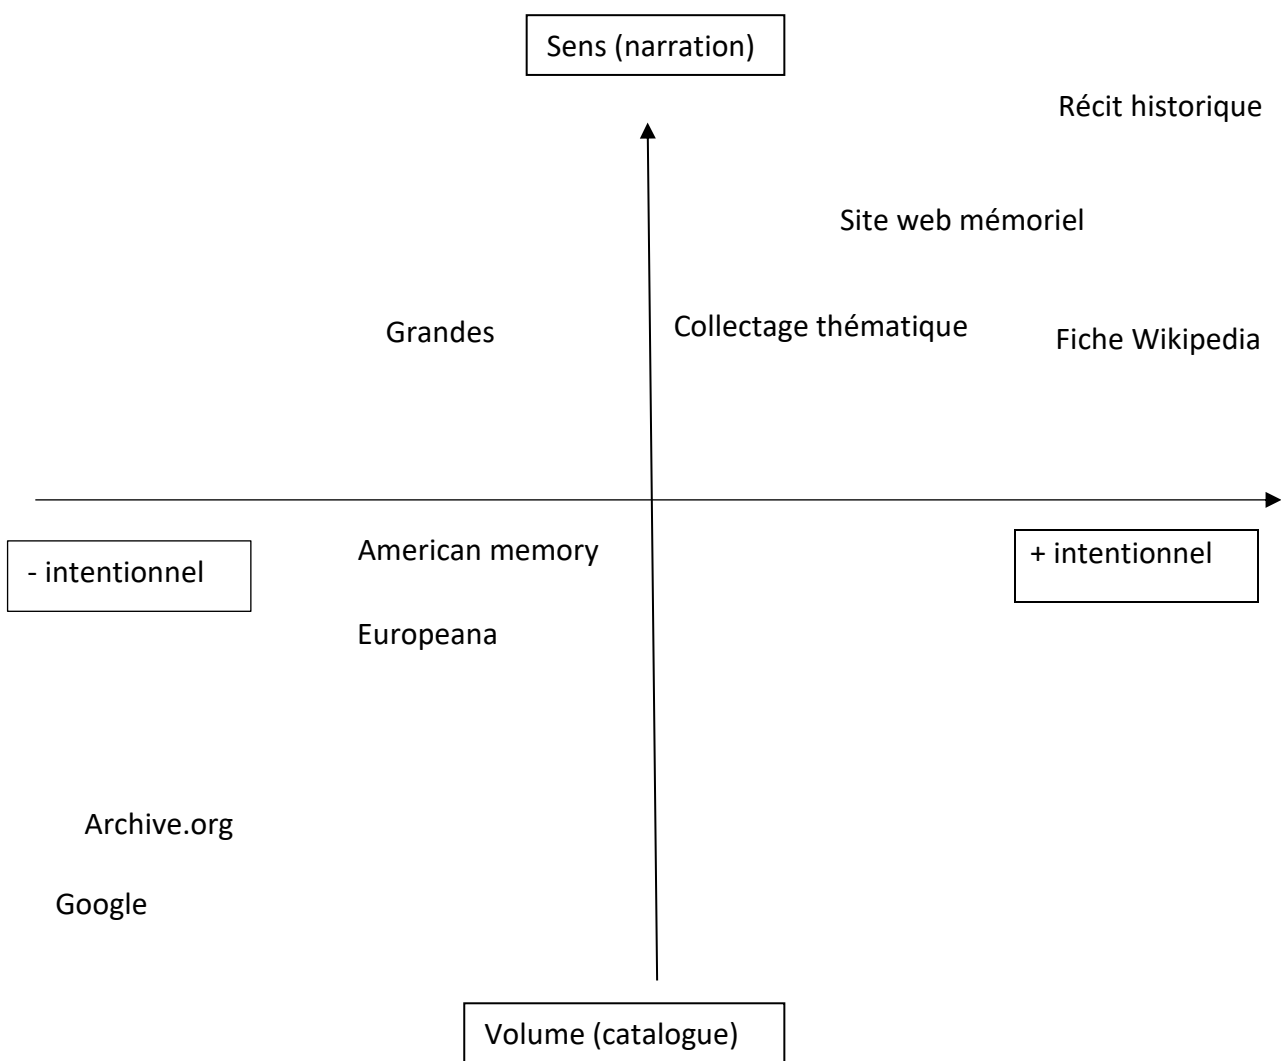 Sens (narration)
Récit historique
Site web mémoriel
Grandes
Collectage thématique
Fiche Wikipedia
- intentionnel
American memory
+ intentionnel
Europeana
Archive.org
Google
Volume (catalogue)